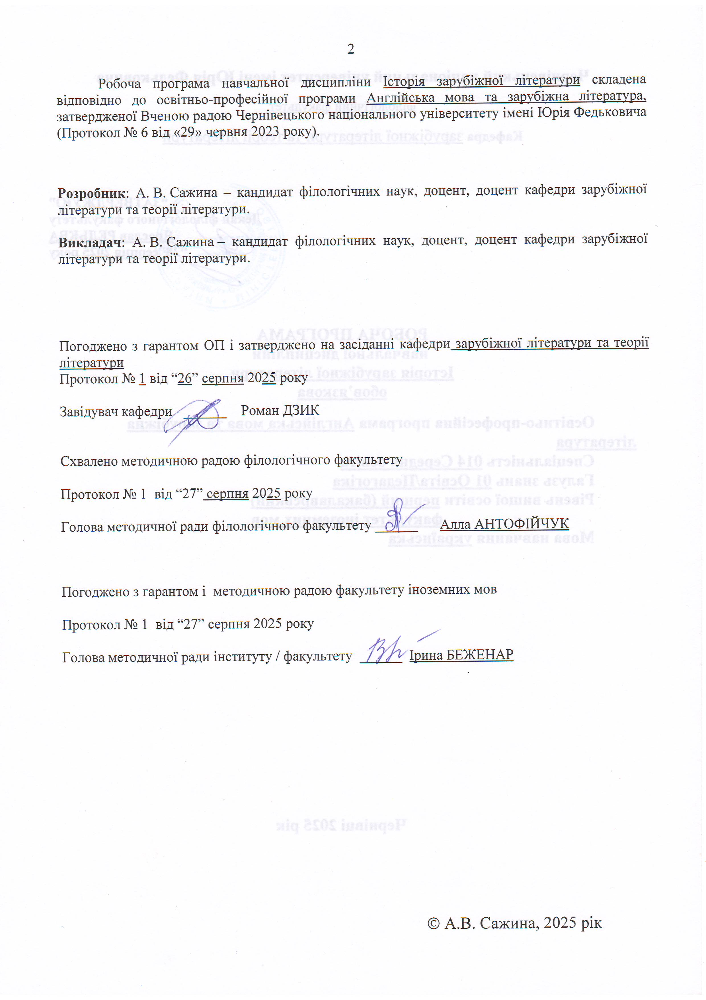 2
Робоча програма навчальної дисципліни Історія зарубіжної літератури складена
відповідно до освітньо-професійної програми Англійська мова та зарубіжна література,
затвердженої Вченою радою Чернівецького національного університету імені Юрія Федьковича
(Протокол № 6 від «29» червня 2023 року).
Розробник: А. В. Сажина – кандидат філологічних наук, доцент, доцент кафедри зарубіжної
літератури та теорії літератури.
Викладач: А. В. Сажина – кандидат філологічних наук, доцент, доцент кафедри зарубіжної
літератури та теорії літератури.
Погоджено з гарантом ОП і затверджено на засіданні кафедри зарубіжної літератури та теорії
літератури
Протокол № 1 від “26” серпня 2025 року
Завідувач кафедри ______ Роман ДЗИК
Схвалено методичною радою філологічного факультету
Протокол № 1 від “27” серпня 2025 року
Голова методичної ради філологічного факультету ______ Алла АНТОФІЙЧУК
Погоджено з гарантом і методичною радою факультету іноземних мов
Протокол № 1 від “27” серпня 2025 року
Голова методичної ради інституту / факультету ______ Ірина БЕЖЕНАР
© А.В. Сажина, 2025 рік